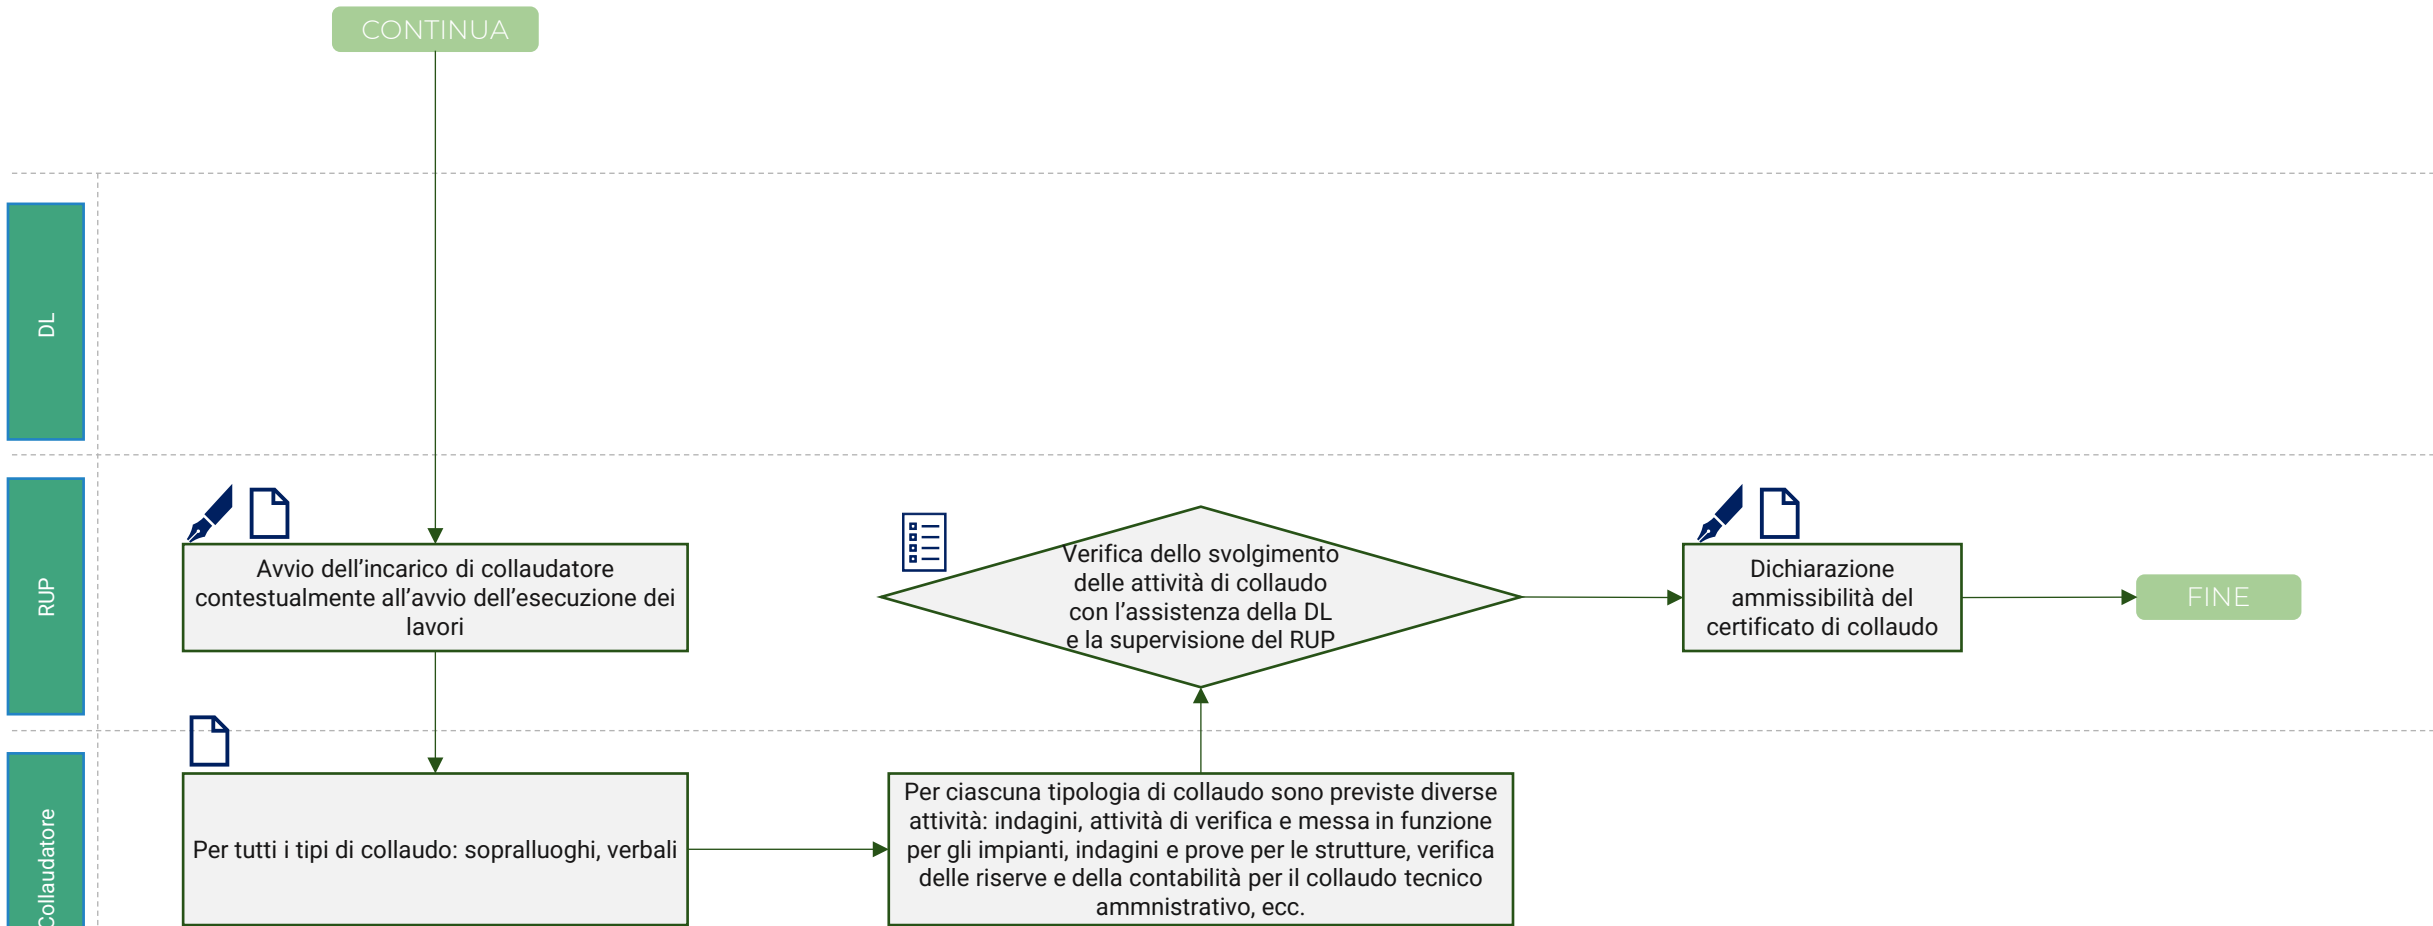 CONTINUA
DL
RUP
Avvio dell'incarico di collaudatore
contestualmente all'avvio dell'esecuzione dei
lavori
Verifica dello svolgimento
delle attività di collaudo
con l'assistenza della DL
e la supervisione del RUP
Dichiarazione
ammissibilità del
certificato di collaudo
FINE
Collaudatore
Per tutti i tipi di collaudo: sopralluoghi, verbali
Per ciascuna tipologia di collaudo sono previste diverse
attività: indagini, attività di verifica e messa in funzione
per gli impianti, indagini e prove per le strutture, verifica
delle riserve e della contabilità per il collaudo tecnico
ammnistrativo, ecc.